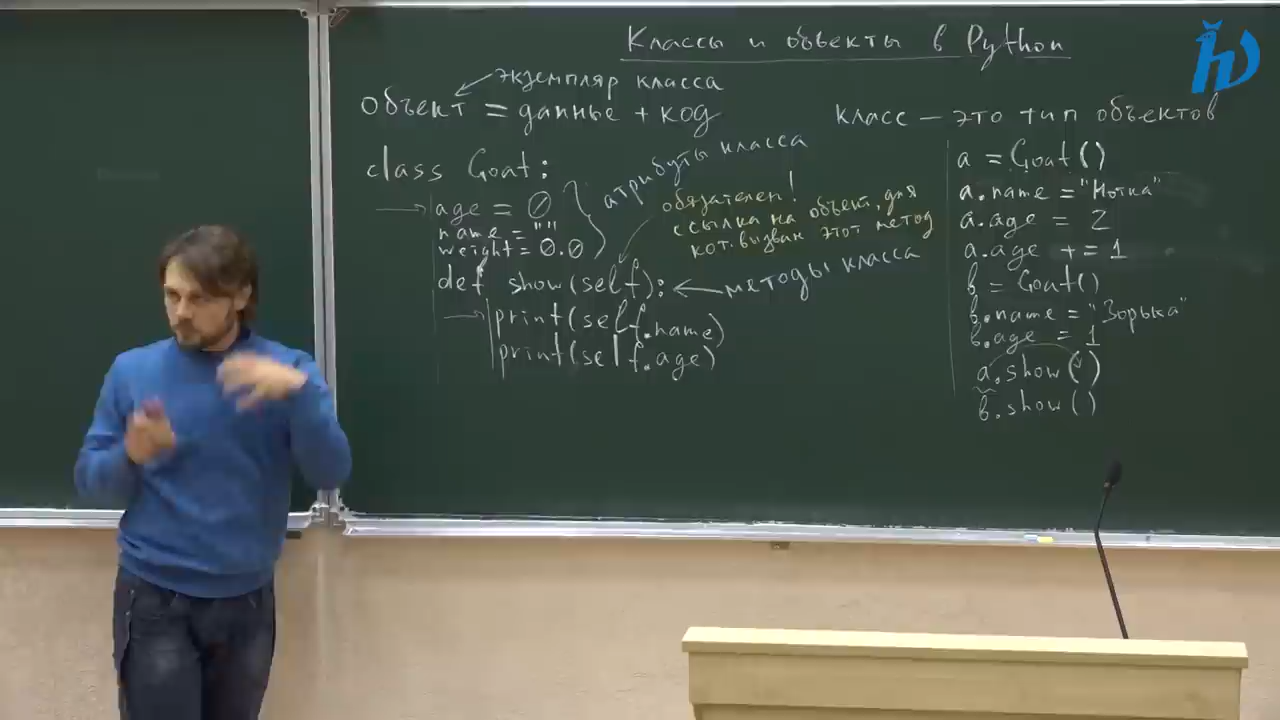 Классы и объекты в Python
экземпляр класса
объект = данные + код
class Goat:
age = 0
name = ""
weight = 0.0
атрибуты класса
def show(self):
методы класса
print(self.name)
print(self.age)
обязателен!
ссылка на объект, для
кот. вызван этот метод
класс — это тип объектов
a = Goat()
a.name = "Нотка"
a.age = 2
a.age += 1
b = Goat()
b.name = "Зорька"
b.age = 1
a.show()
b.show()